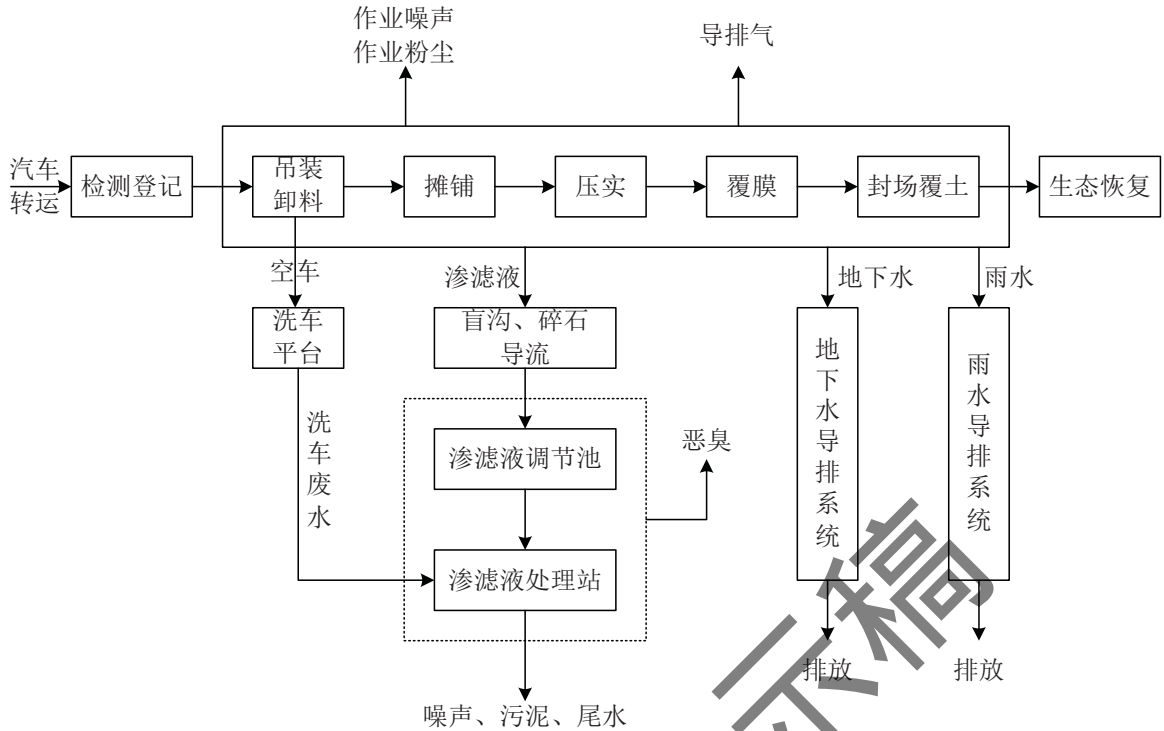 作业噪声
作业粉尘
导排气
汽车
转运
检测登记
吊装
卸料
摊铺
压实
覆膜
封场覆土
生态恢复
空车
渗滤液
地下水
雨水
洗车
平台
盲沟、碎石
导流
地下水导排系统
雨水导排系统
洗车废水
渗滤液调节池
恶臭
渗滤液处理站
排放
排放
噪声、污泥、尾水
示稿